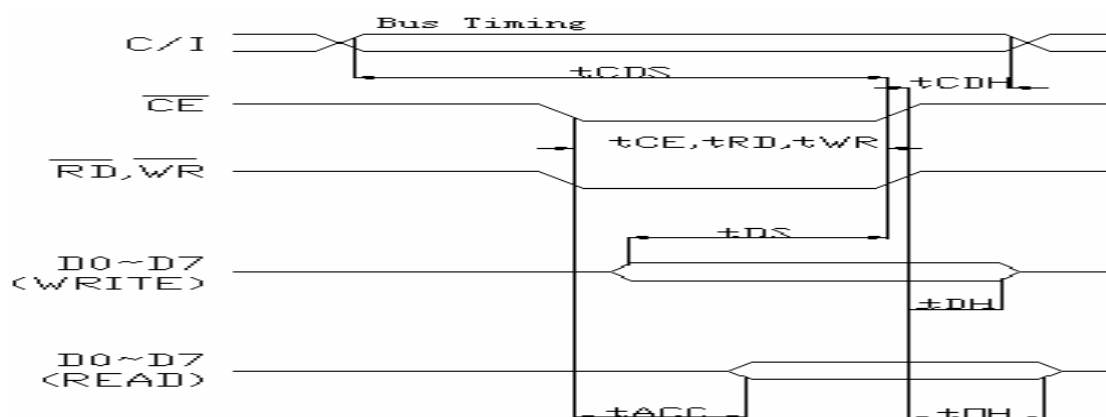 Bus Timing
C/I
tCDS
tCDH
CE
tCE,tRD,tWR
RD,WR
tDS
D0~D7
(WRITE)
tDH
D0~D7
(READ)
tACC
tOH